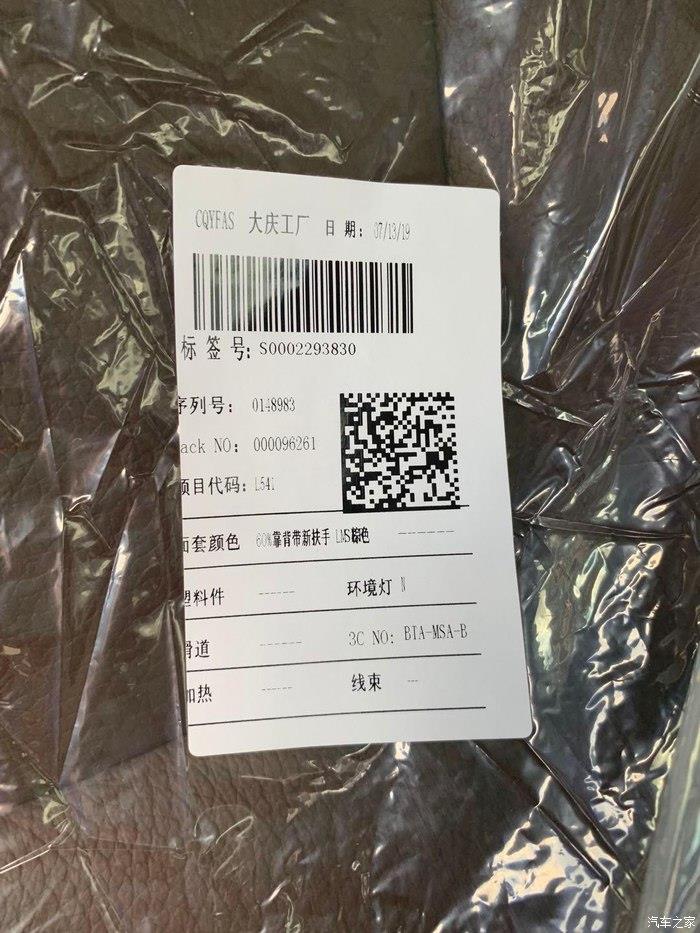 CQYFAS 大庆工厂 日 期: 07/13/19
标 签 号: S0002293830
序列号: 0148983
ack NO: 000096261
项目代码: L541
面套颜色 60%靠背带新扶手 LMS棕色 -------
塑料件 ------ 环境灯 N
滑道 ------ 3C NO: BTA-MSA-B
加热 ------ 线束 ---
汽车之家